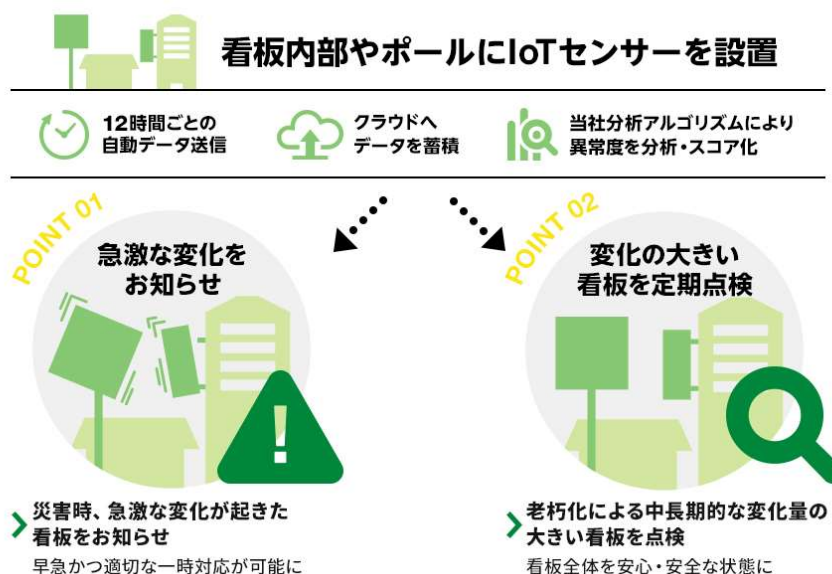 看板内部やポールにIoTセンサーを設置
12時間ごとの
自動データ送信
クラウドへ
データを蓄積
当社分析アルゴリズムにより
異常度を分析・スコア化
POINT 01
急激な変化を
お知らせ
災害時、急激な変化が起きた
看板をお知らせ
早急かつ適切な一時対応が可能に
POINT 02
変化の大きい
看板を定期点検
老朽化による中長期的な変化量の
大きい看板を点検
看板全体を安心・安全な状態に